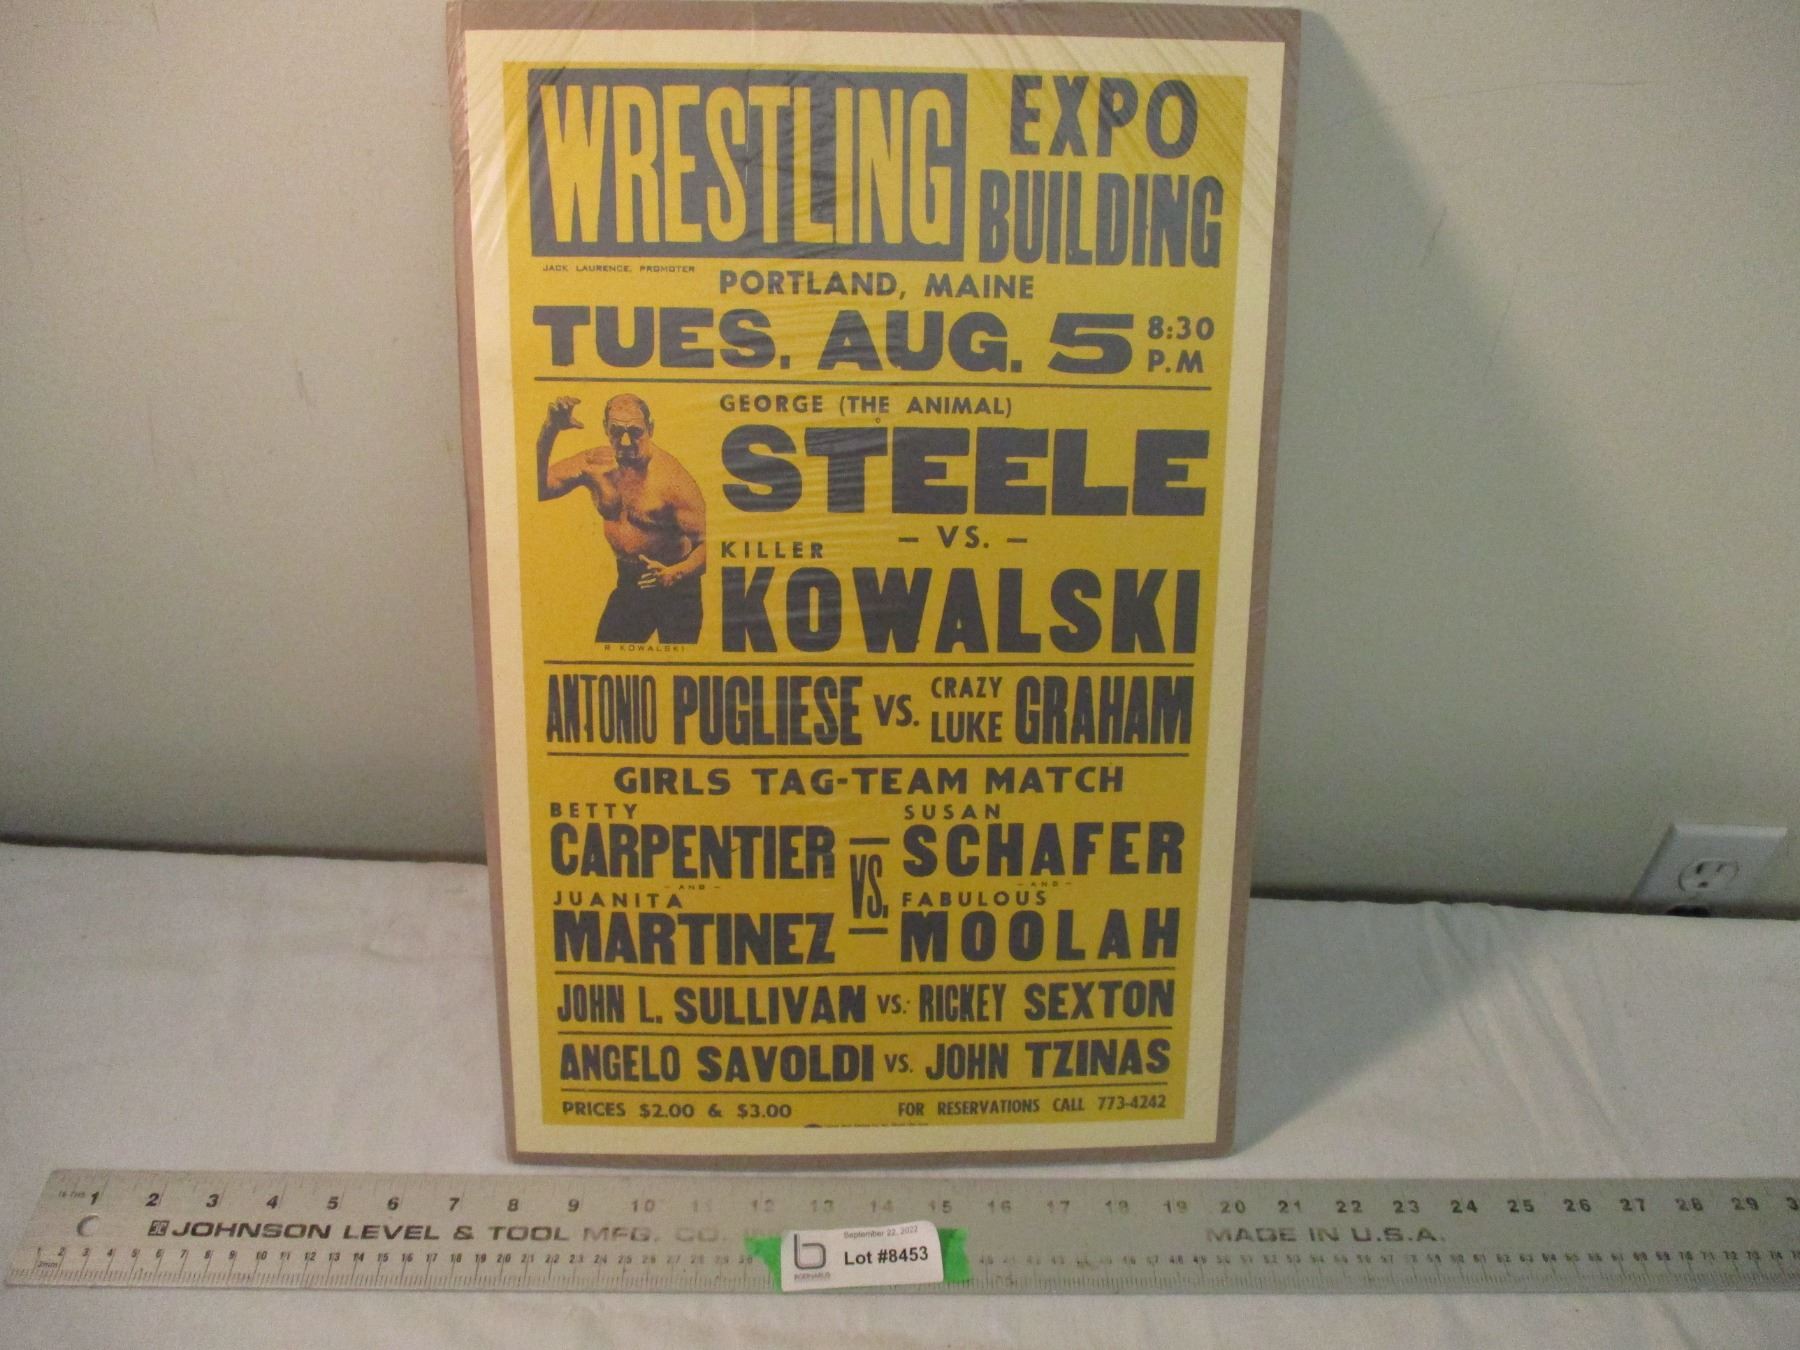 WRESTLING
EXPO
BUILDING
JACK LAURENCE, PROMOTER
PORTLAND, MAINE
TUES. AUG. 5 8:30
P.M
GEORGE (THE ANIMAL)
STEELE
- VS. -
KILLER
KOWALSKI
R KOWALSKI
ANTONIO PUGLIESE VS. CRAZY LUKE GRAHAM
GIRLS TAG-TEAM MATCH
BETTY
CARPENTIER
- AND -
JUANITA
MARTINEZ
VS.
SUSAN
SCHAFER
- AND -
FABULOUS
MOOLAH
JOHN L. SULLIVAN VS. RICKEY SEXTON
ANGELO SAVOLDI VS. JOHN TZINAS
PRICES $2.00 & $3.00 FOR RESERVATIONS CALL 773-4242
1 2 3 4 5 6 7 8 9 10 11 12 13 14 15 16 17 18 19 20 21 22 23 24 25 26 27 28 29 3
JOHNSON LEVEL & TOOL MFG. CO. MADE IN U.S.A.
September 22, 2022
Lot #8453
BODNARUS